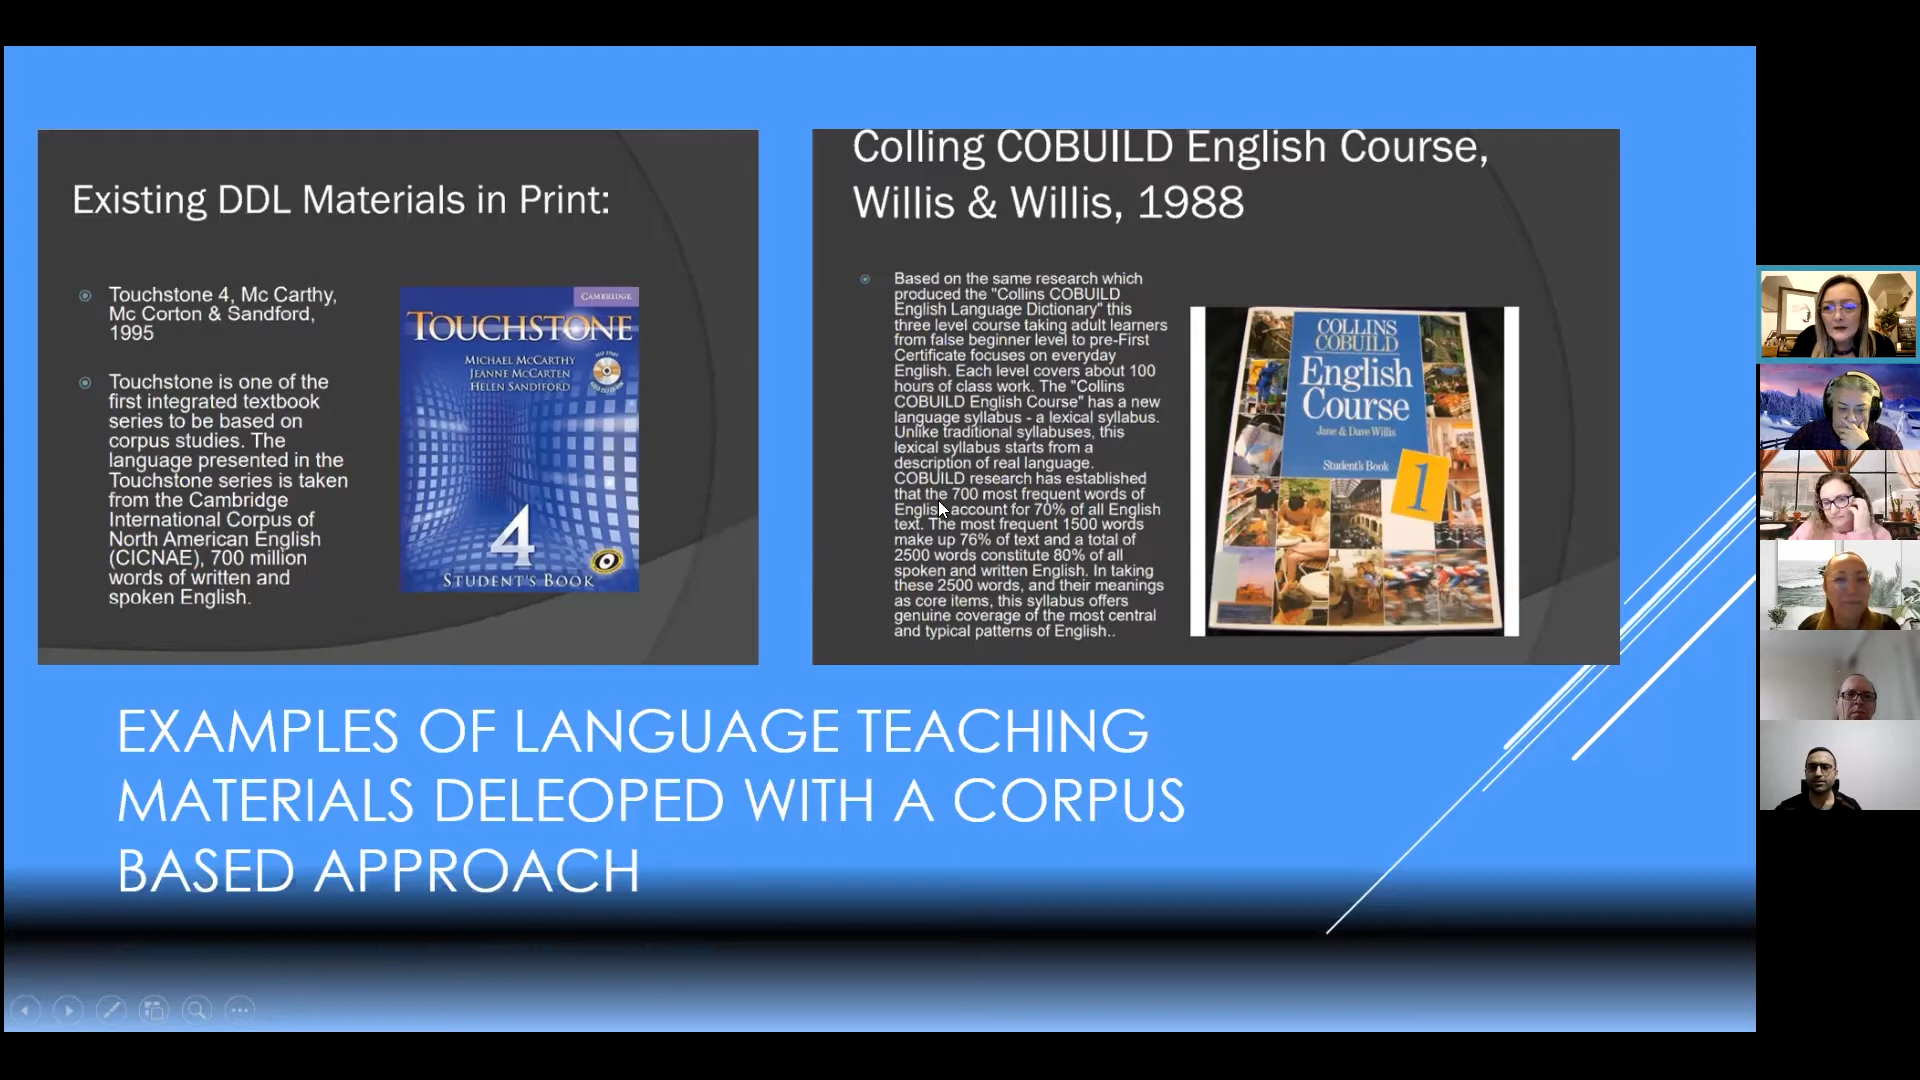 Existing DDL Materials in Print:
Touchstone 4, Mc Carthy,
Mc Corton & Sandford,
1995
Touchstone is one of the
first integrated textbook
series to be based on
corpus studies. The
language presented in the
Touchstone series is taken
from the Cambridge
International Corpus of
North American English
(CICNAE), 700 million
words of written and
spoken English.
CAMBRIDGE
TOUCHSTONE
MICHAEL MCCARTHY
JEANNE MCCARTEN
HELEN SANDIFORD
4
STUDENT'S BOOK
Colling COBUILD English Course,
Willis & Willis, 1988
Based on the same research which
produced the "Collins COBUILD
English Language Dictionary" this
three level course taking adult learners
from false beginner level to pre-First
Certificate focuses on everyday
English. Each level covers about 100
hours of class work. The "Collins
COBUILD English Course" has a new
language syllabus - a lexical syllabus.
Unlike traditional syllabuses, this
lexical syllabus starts from a
description of real language.
COBUILD research has established
that the 700 most frequent words of
English account for 70% of all English
text. The most frequent 1500 words
make up 76% of text and a total of
2500 words constitute 80% of all
spoken and written English. In taking
these 2500 words, and their meanings
as core items, this syllabus offers
genuine coverage of the most central
and typical patterns of English..
COLLINS
COBUILD
English
Course
Jane & Dave Willis
Student's Book
1
EXAMPLES OF LANGUAGE TEACHING
MATERIALS DELEOPED WITH A CORPUS
BASED APPROACH